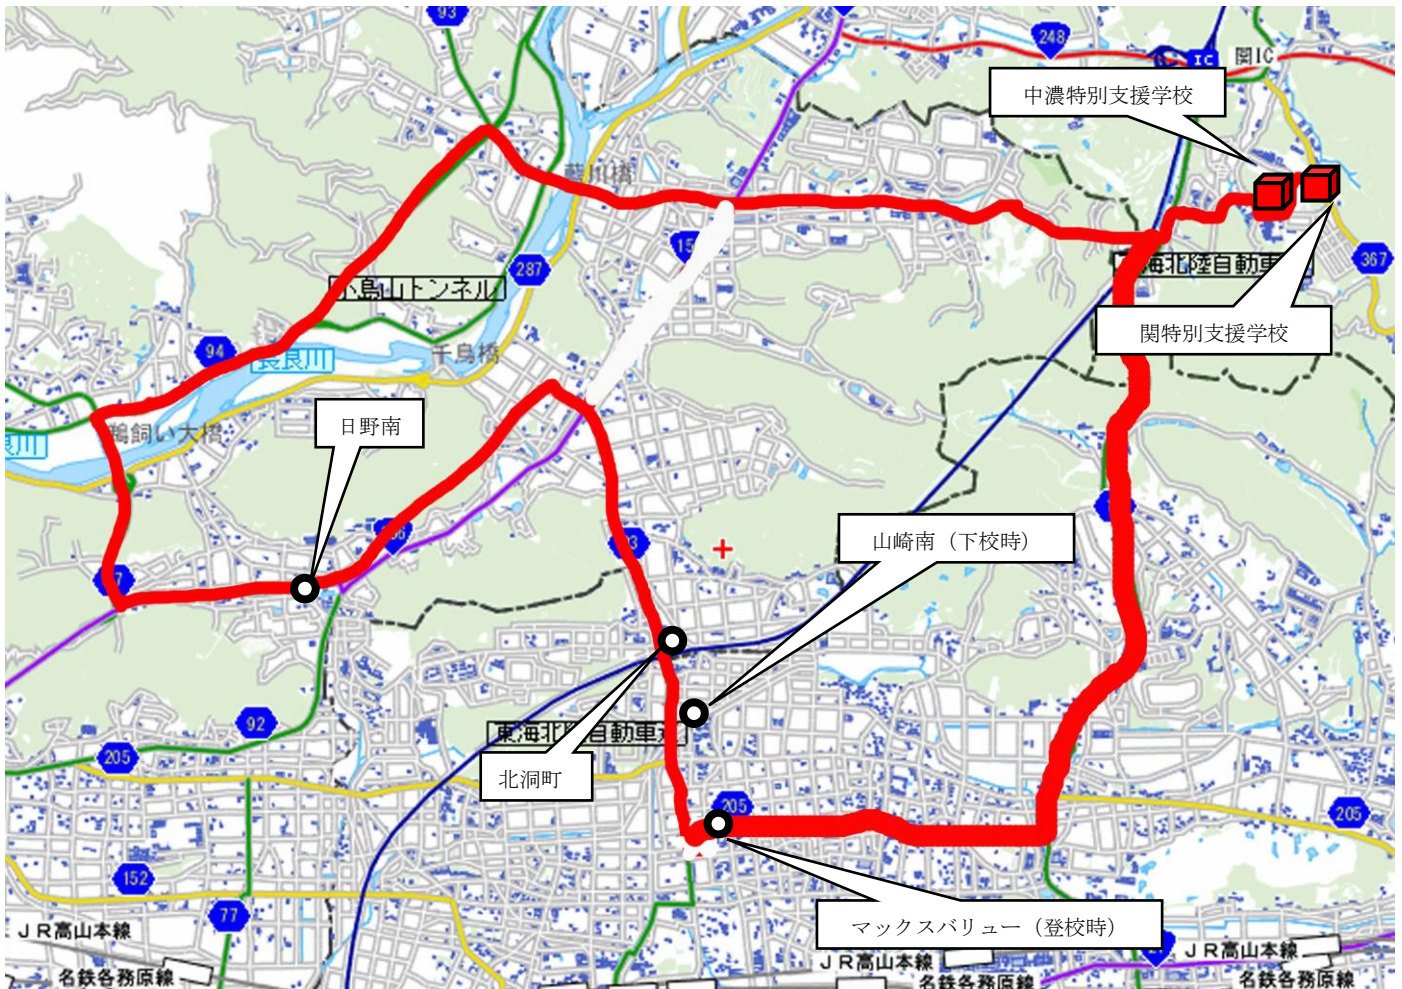 93
248
IC
関IC
中濃特別支援学校
藍川橋
15
287
小島山トンネル
海北陸自動車
367
関特別支援学校
94
長良川
千鳥橋
鵜飼い大橋
良川
日野南
山崎南（下校時）
92
205
東海北
自動車道
北洞町
205
205
152
77
マックスバリュー（登校時）
ＪＲ高山本線
名鉄各務原線
ＪＲ高山本線
名鉄各務原線
ＪＲ高山本線
名鉄各務原線